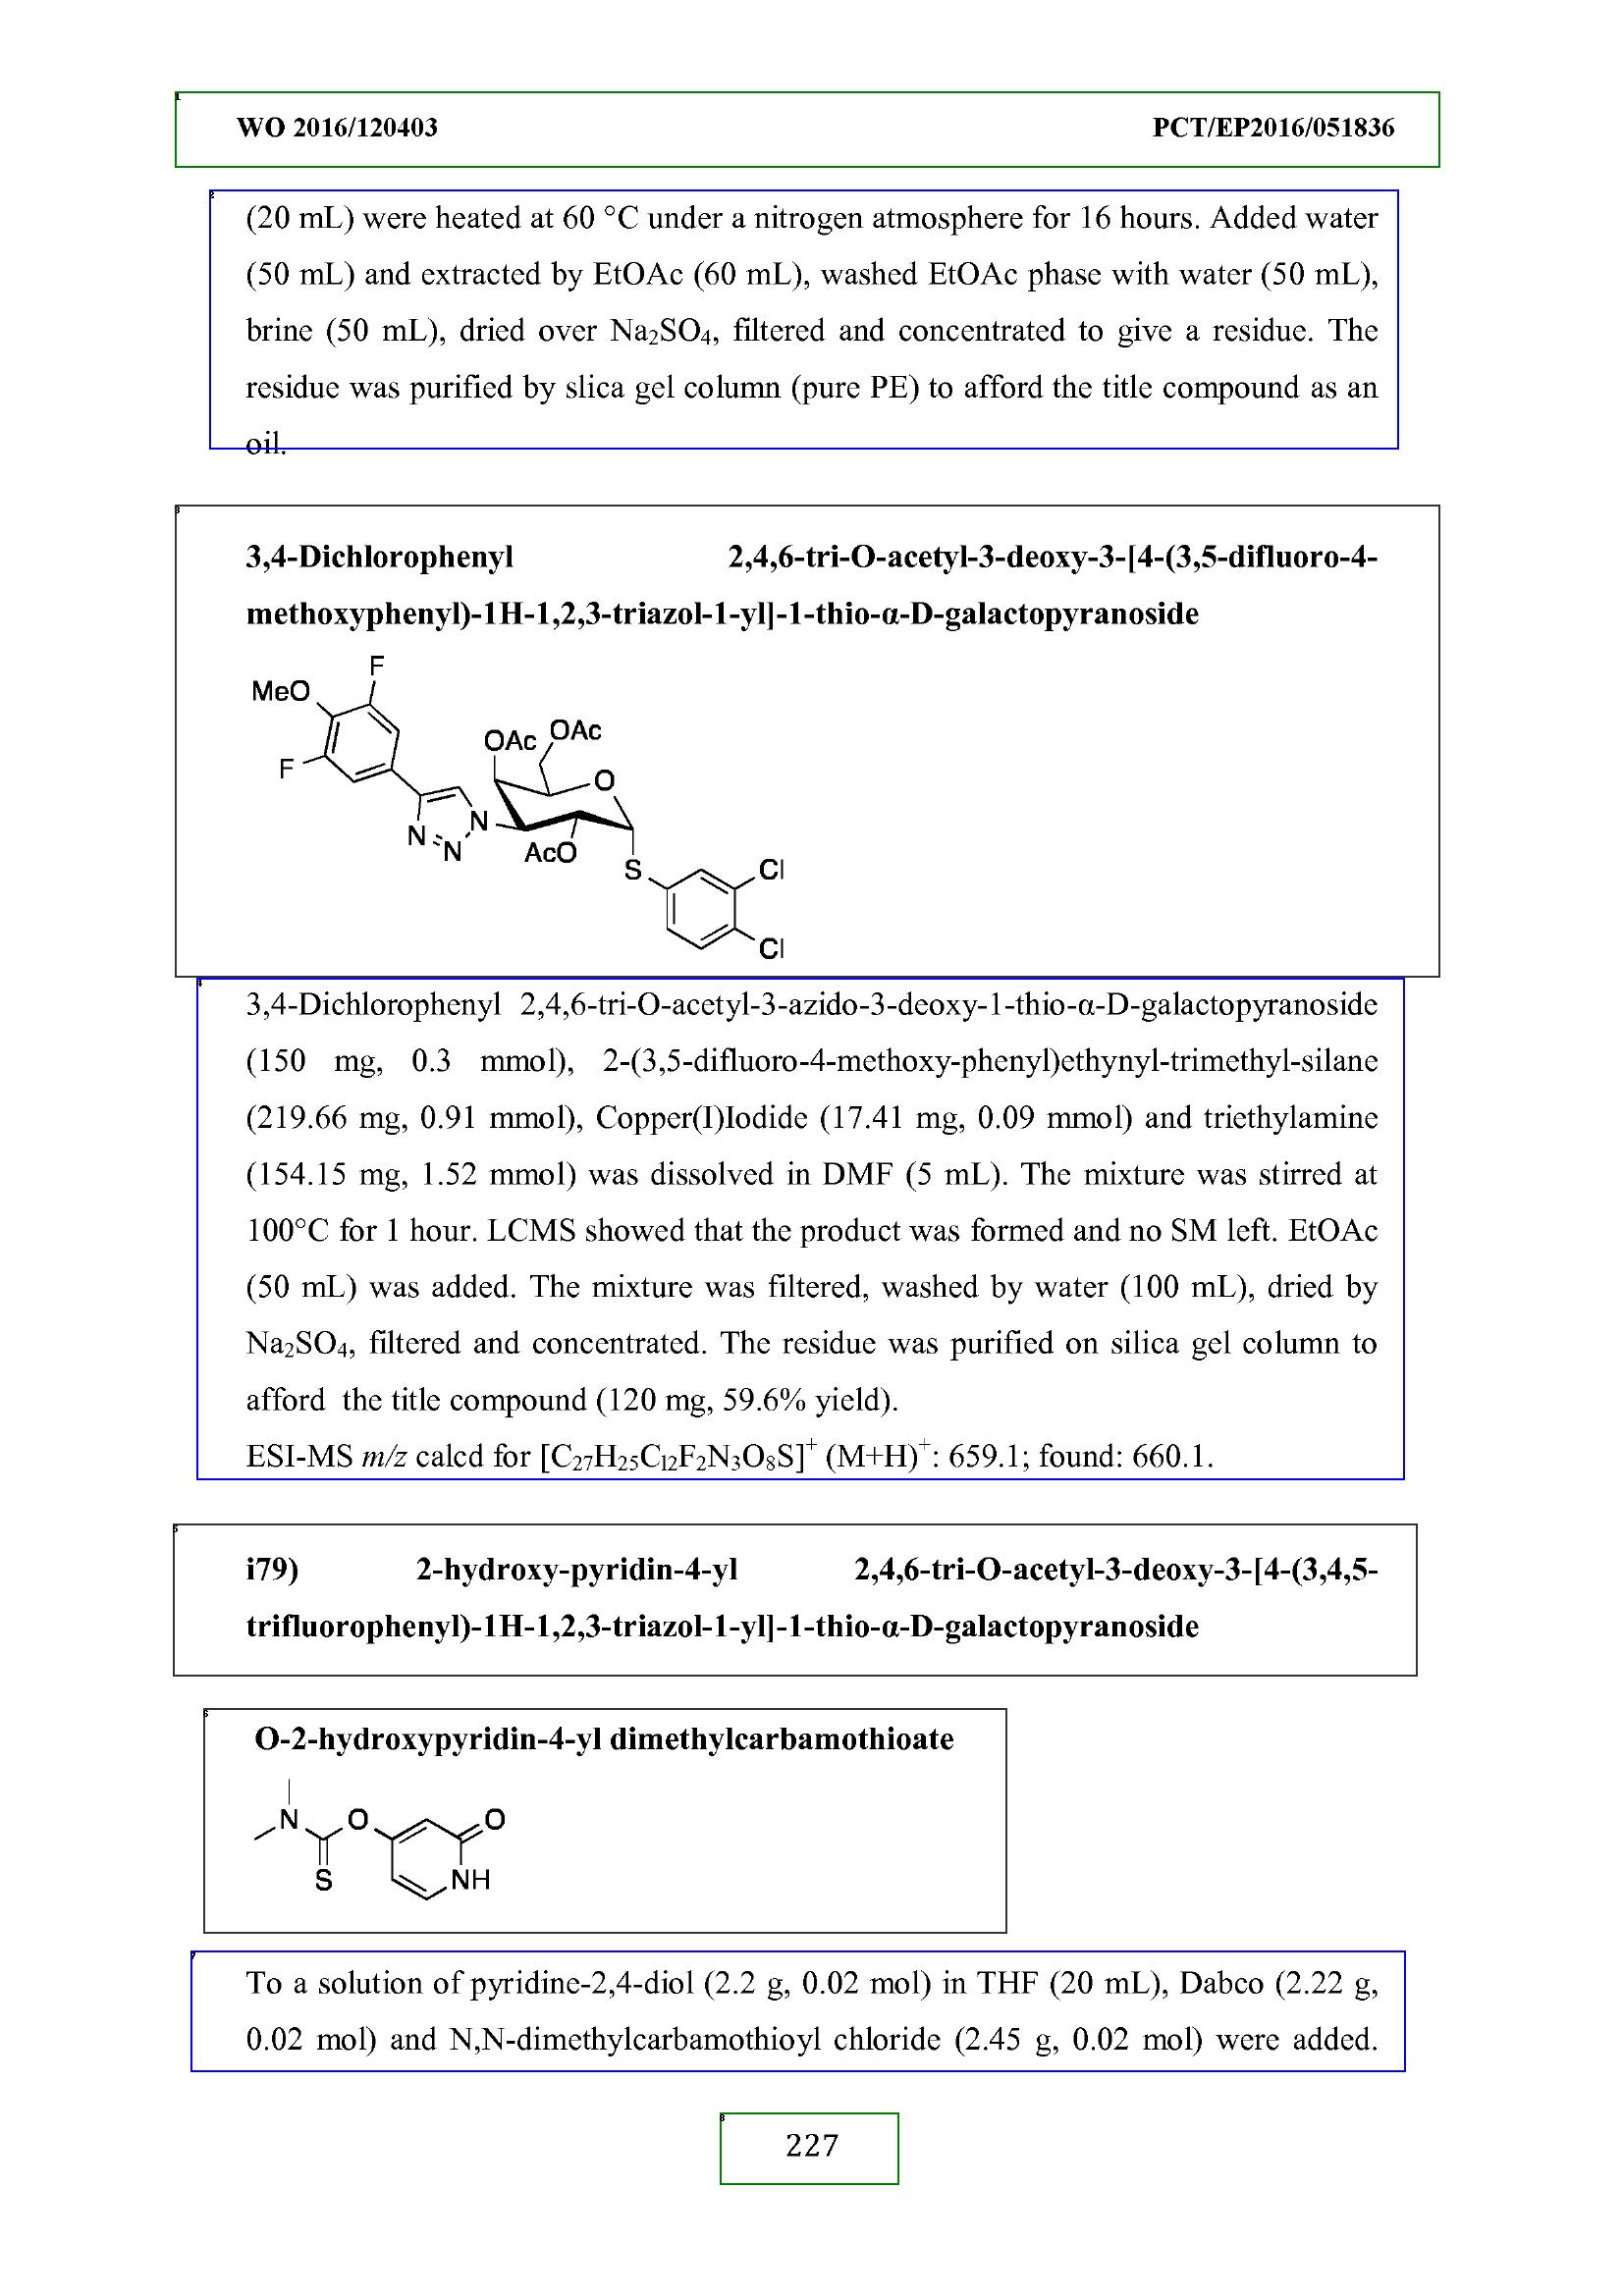 WO 2016/120403 PCT/EP2016/051836
(20 mL) were heated at 60 °C under a nitrogen atmosphere for 16 hours. Added water
(50 mL) and extracted by EtOAc (60 mL), washed EtOAc phase with water (50 mL),
brine (50 mL), dried over Na₂SO₄, filtered and concentrated to give a residue. The
residue was purified by slica gel column (pure PE) to afford the title compound as an
oil.
3,4-Dichlorophenyl 2,4,6-tri-O-acetyl-3-deoxy-3-[4-(3,5-difluoro-4-
methoxyphenyl)-1H-1,2,3-triazol-1-yl]-1-thio-α-D-galactopyranoside
F
MeO
OAc
OAc
F
O
N
N
N
AcO
S
Cl
Cl
3,4-Dichlorophenyl 2,4,6-tri-O-acetyl-3-azido-3-deoxy-1-thio-α-D-galactopyranoside
(150 mg, 0.3 mmol), 2-(3,5-difluoro-4-methoxy-phenyl)ethynyl-trimethyl-silane
(219.66 mg, 0.91 mmol), Copper(I)Iodide (17.41 mg, 0.09 mmol) and triethylamine
(154.15 mg, 1.52 mmol) was dissolved in DMF (5 mL). The mixture was stirred at
100°C for 1 hour. LCMS showed that the product was formed and no SM left. EtOAc
(50 mL) was added. The mixture was filtered, washed by water (100 mL), dried by
Na₂SO₄, filtered and concentrated. The residue was purified on silica gel column to
afford the title compound (120 mg, 59.6% yield).
ESI-MS m/z calcd for [C₂₇H₂₅C₁₂F₂N₃O₈S]⁺ (M+H)⁺: 659.1; found: 660.1.
i79) 2-hydroxy-pyridin-4-yl 2,4,6-tri-O-acetyl-3-deoxy-3-[4-(3,4,5-
trifluorophenyl)-1H-1,2,3-triazol-1-yl]-1-thio-α-D-galactopyranoside
O-2-hydroxypyridin-4-yl dimethylcarbamothioate
N
O
O
S
NH
To a solution of pyridine-2,4-diol (2.2 g, 0.02 mol) in THF (20 mL), Dabco (2.22 g,
0.02 mol) and N,N-dimethylcarbamothioyl chloride (2.45 g, 0.02 mol) were added.
227